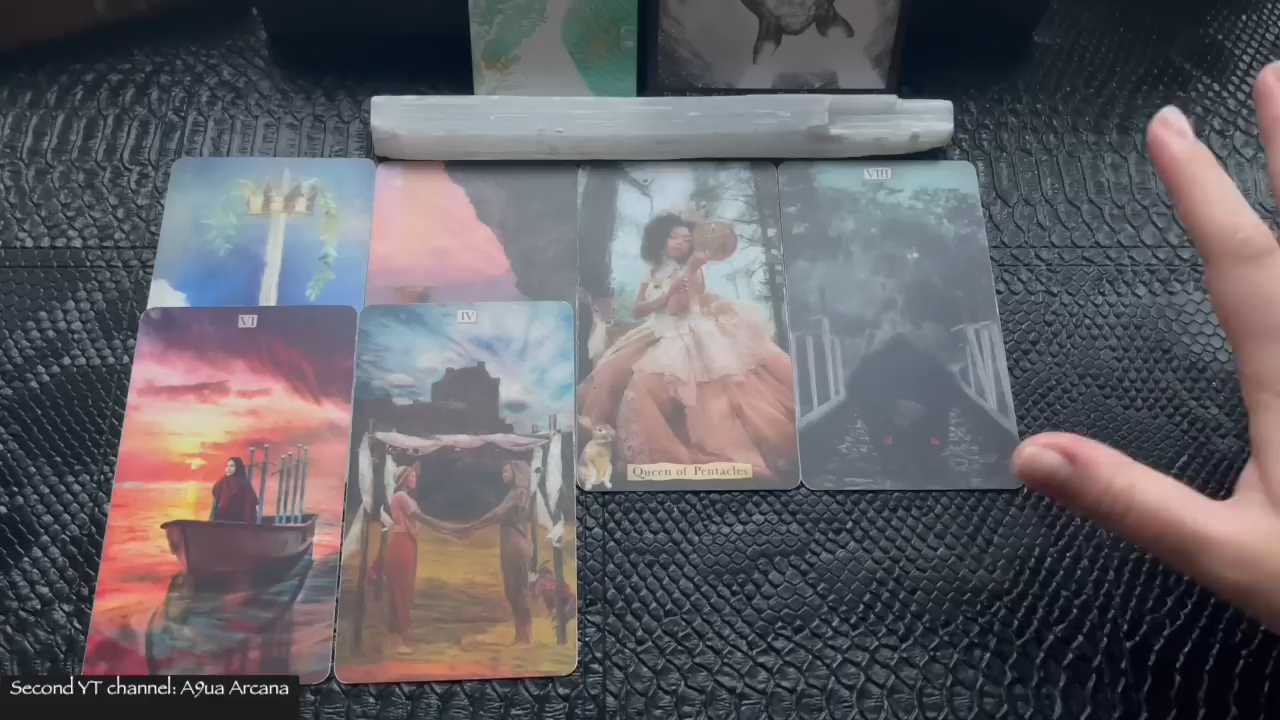 VIII
VI
IV
Queen of Pentacles
Second YT channel: A9ua Arcana